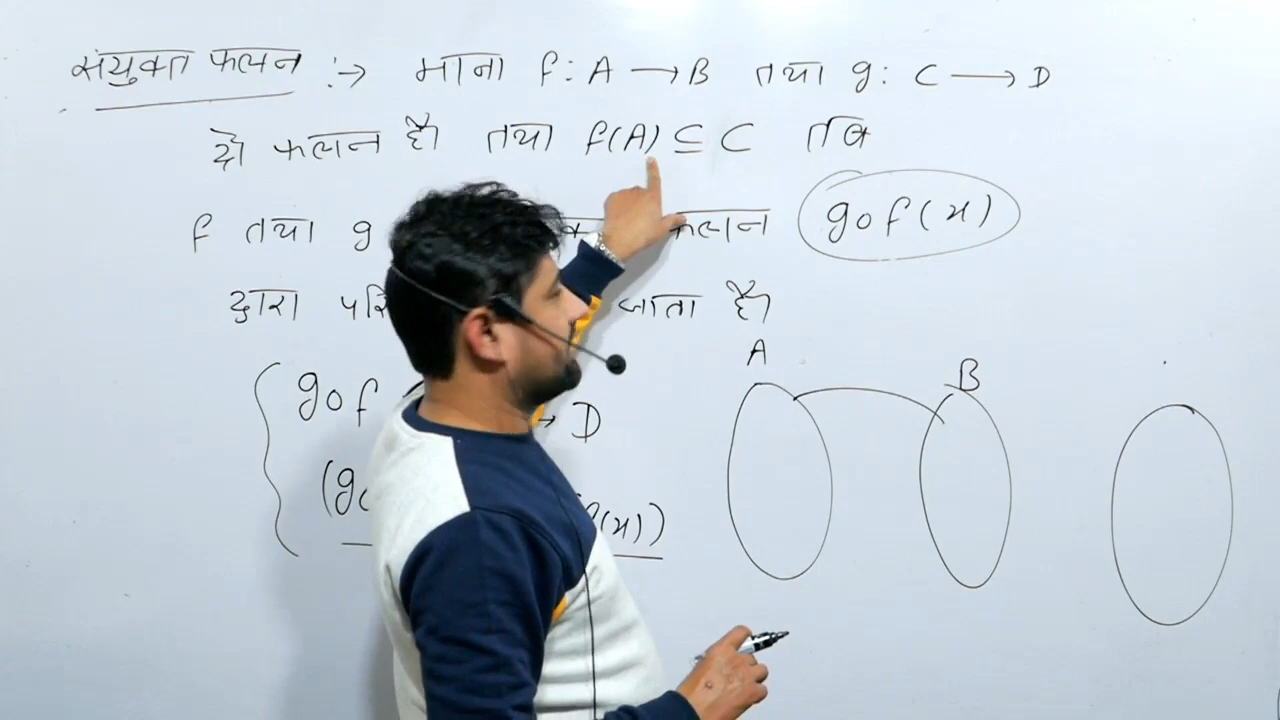 संयुक्त फलन :→ माना f: A → B तथा g: C → D
दो फलन है तथा f(A) ⊆ C तब
f तथा g फलन gof(x)
द्वारा जाता है
gof → D
f(x))
A
B